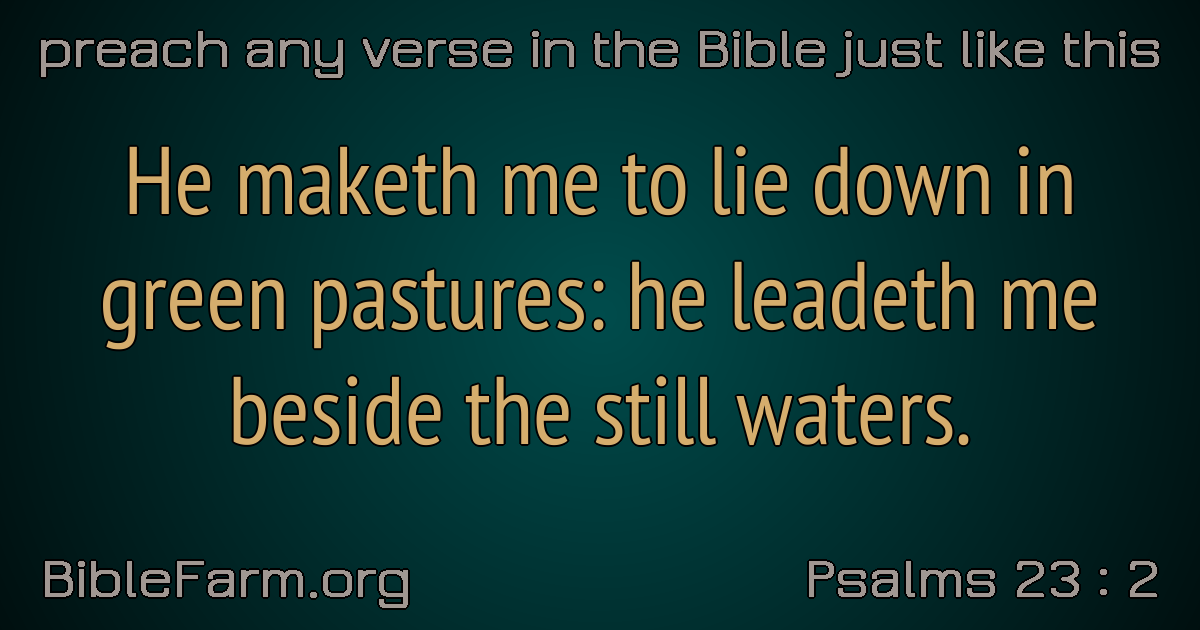 preach any verse in the Bible just like this
He maketh me to lie down in
green pastures: he leadeth me
beside the still waters.
BibleFarm.org
Psalms 23 : 2